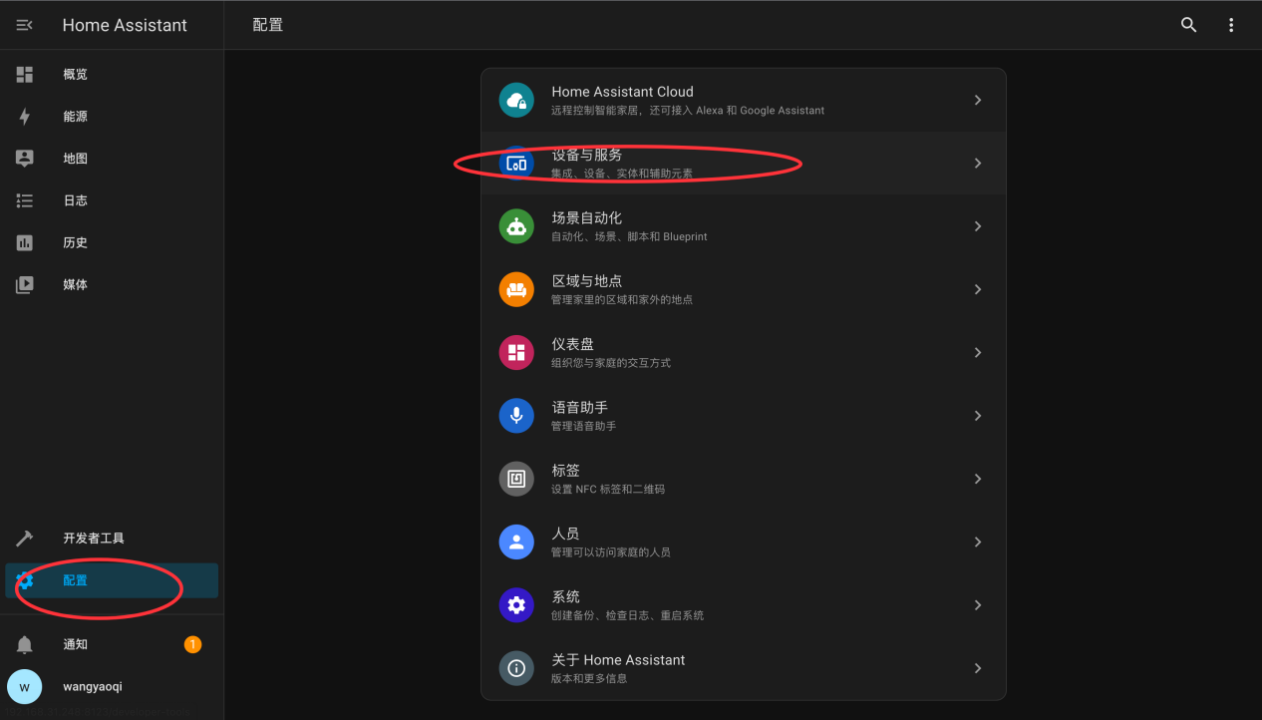 Home Assistant
配置
概览
能源
地图
日志
历史
媒体
开发者工具
配置
通知
1
w
wangyaoqi
Home Assistant Cloud
远程控制智能家居，还可接入 Alexa 和 Google Assistant
设备与服务
集成、设备、实体和辅助元素
场景自动化
自动化、场景、脚本和 Blueprint
区域与地点
管理家里的区域和家外的地点
仪表盘
组织您与家庭的交互方式
语音助手
管理语音助手
标签
设置 NFC 标签和二维码
人员
管理可以访问家庭的人员
系统
创建备份、检查日志、重启系统
关于 Home Assistant
版本和更多信息